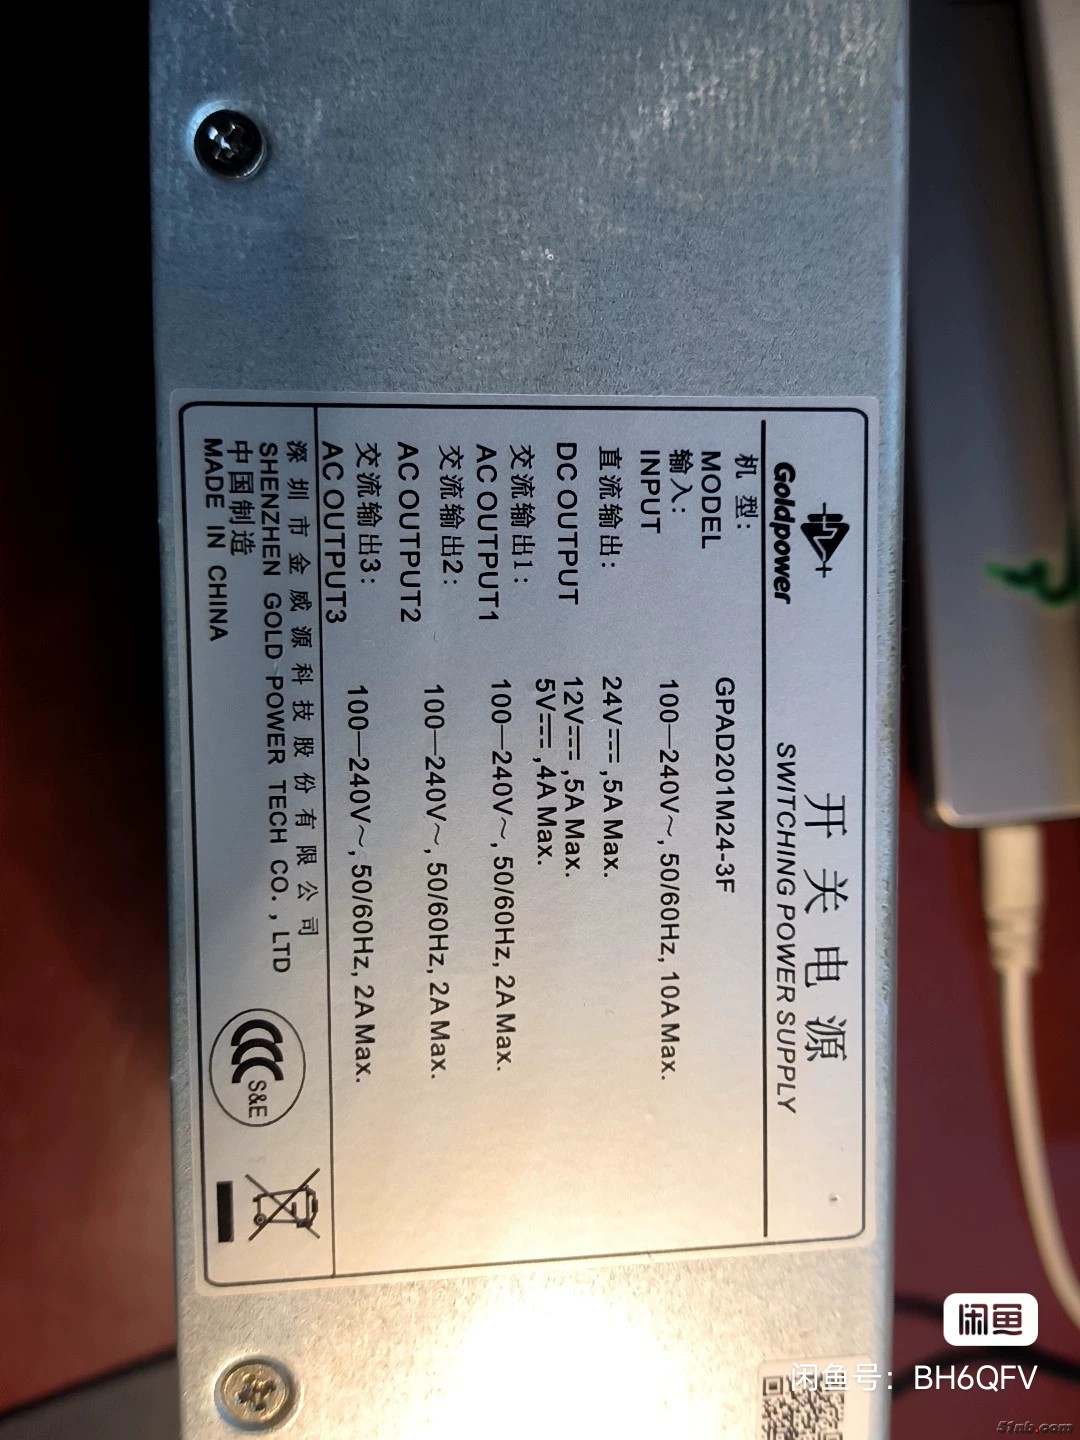 Goldpower
开关电源
SWITCHING POWER SUPPLY
机 型:
MODEL
GPAD201M24-3F
输入:
INPUT
100—240V～, 50/60Hz, 10A Max.
直流输出:
DC OUTPUT
24V⎓,5A Max.
12V⎓,5A Max.
5V⎓,4A Max.
交流输出1:
AC OUTPUT1
100—240V～, 50/60Hz, 2A Max.
交流输出2:
AC OUTPUT2
100—240V～, 50/60Hz, 2A Max.
交流输出3:
AC OUTPUT3
100—240V～, 50/60Hz, 2A Max.
深圳市金威源科技股份有限公司
SHENZHEN GOLD POWER TECH CO. , LTD
中国制造
MADE IN CHINA
CCC
S&E
闲鱼
闲鱼号：BH6QFV
51nb.com